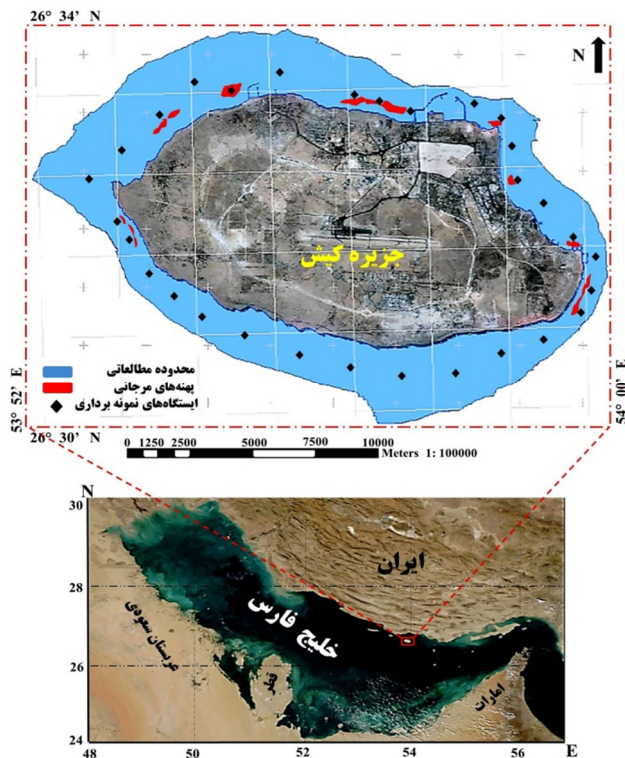 26° 34’ N
N
جزیره کیش
محدوده مطالعاتی
پهنه‌های مرجانی
ایستگاه‌های نمونه برداری
53° 52’ E
54° 00’ E
26° 30’ N
0 1250 2500 5000 7500 10000
Meters 1: 100000
N
30
ایران
28
خلیج فارس
عربستان سعودی
26
قطر
امارات
24
48 50 52 54 56
E